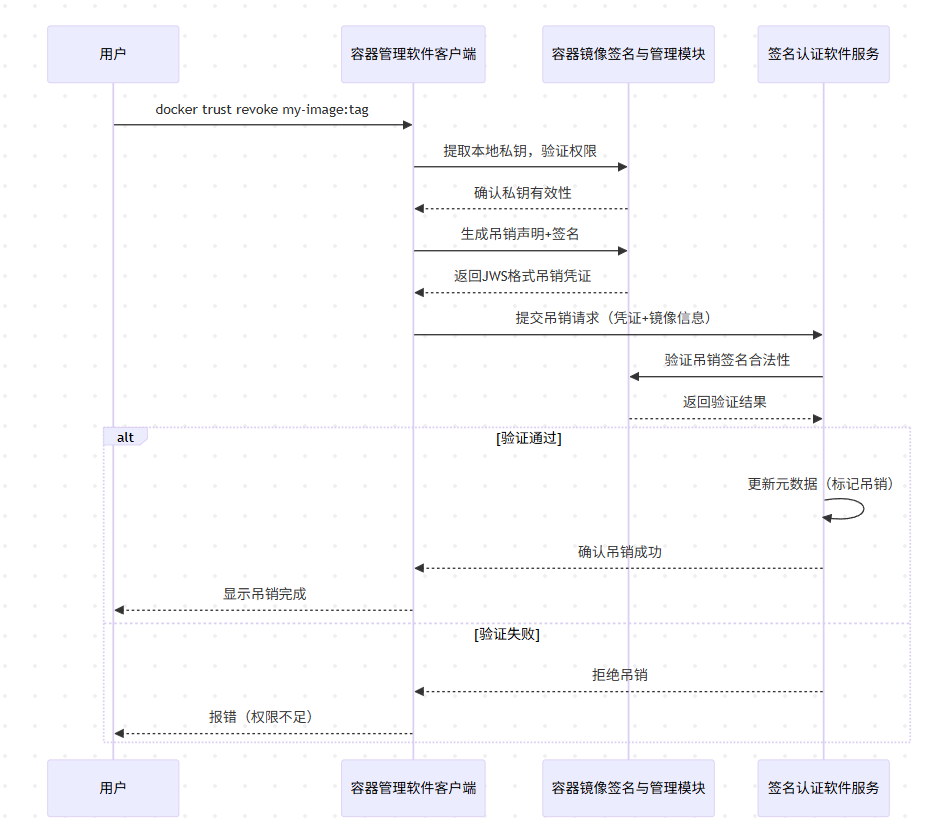 用户
容器管理软件客户端
容器镜像签名与管理模块
签名认证软件服务
docker trust revoke my-image:tag
提取本地私钥，验证权限
确认私钥有效性
生成吊销声明+签名
返回JWS格式吊销凭证
提交吊销请求（凭证+镜像信息）
验证吊销签名合法性
返回验证结果
alt
[验证通过]
更新元数据（标记吊销）
确认吊销成功
显示吊销完成
[验证失败]
拒绝吊销
报错（权限不足）
用户
容器管理软件客户端
容器镜像签名与管理模块
签名认证软件服务